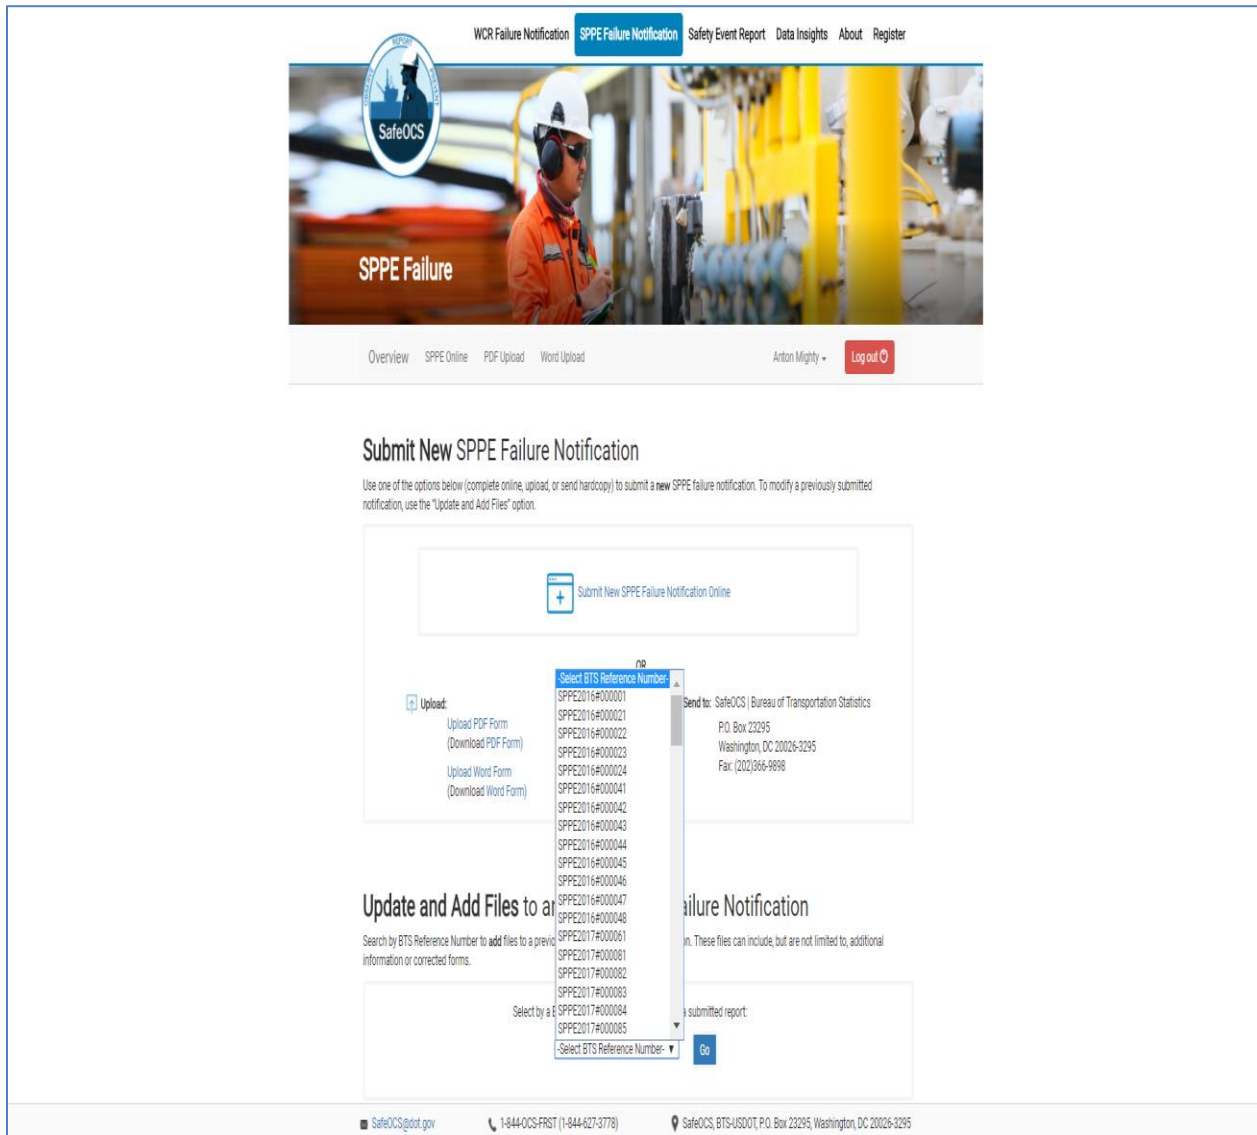 WCR Failure Notification SPPE Failure Notification Safety Event Report Data Insights About Register
OBSERVE REPORT PREVENT
SafeOCS
SPPE Failure
Overview SPPE Online PDF Upload Word Upload Anton Mighty Log out
Submit New SPPE Failure Notification
Use one of the options below (complete online, upload, or send hardcopy) to submit a new SPPE failure notification. To modify a previously submitted
notification, use the "Update and Add Files" option.
Submit New SPPE Failure Notification Online
OR
Upload:
Upload PDF Form
(Download PDF Form)
Upload Word Form
(Download Word Form)
Send to: SafeOCS | Bureau of Transportation Statistics
P.O. Box 23295
Washington, DC 20026-3295
Fax: (202)366-9898
-Select BTS Reference Number-
SPPE2016#000001
SPPE2016#000021
SPPE2016#000022
SPPE2016#000023
SPPE2016#000024
SPPE2016#000041
SPPE2016#000042
SPPE2016#000043
SPPE2016#000044
SPPE2016#000045
SPPE2016#000046
SPPE2016#000047
SPPE2016#000048
SPPE2017#000061
SPPE2017#000081
SPPE2017#000082
SPPE2017#000083
SPPE2017#000084
SPPE2017#000085
Update and Add Files to ailure Notification
Search by BTS Reference Number to add files to a These files can include, but are not limited to, additional
information or corrected forms.
Select by a submitted report:
-Select BTS Reference Number- Go
SafeOCS@dot.gov 1-844-OCS-FRST (1-844-627-3778) SafeOCS, BTS-USDOT, P.O. Box 23295, Washington, DC 20026-3295